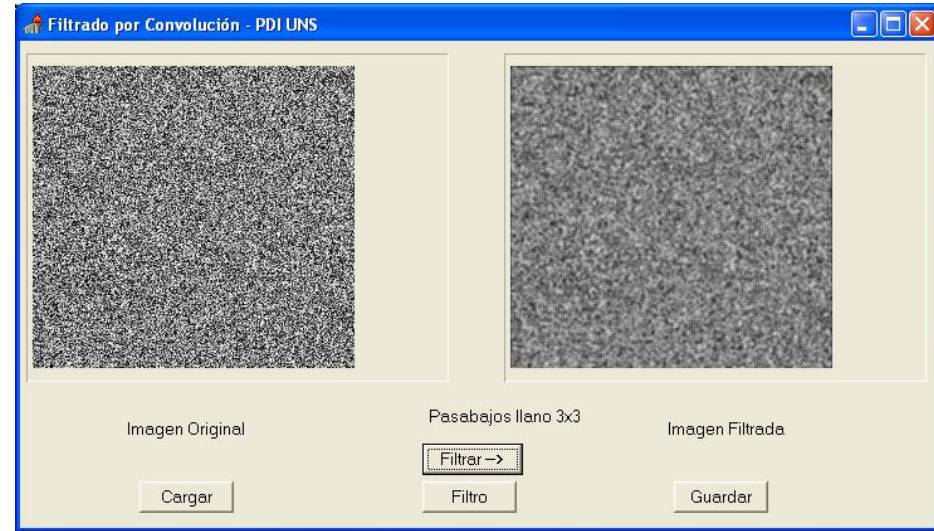 Filtrado por Convolución - PDI UNS
Pasabajos llano 3x3
Imagen Original
Imagen Filtrada
Filtrar -->
Cargar
Filtro
Guardar